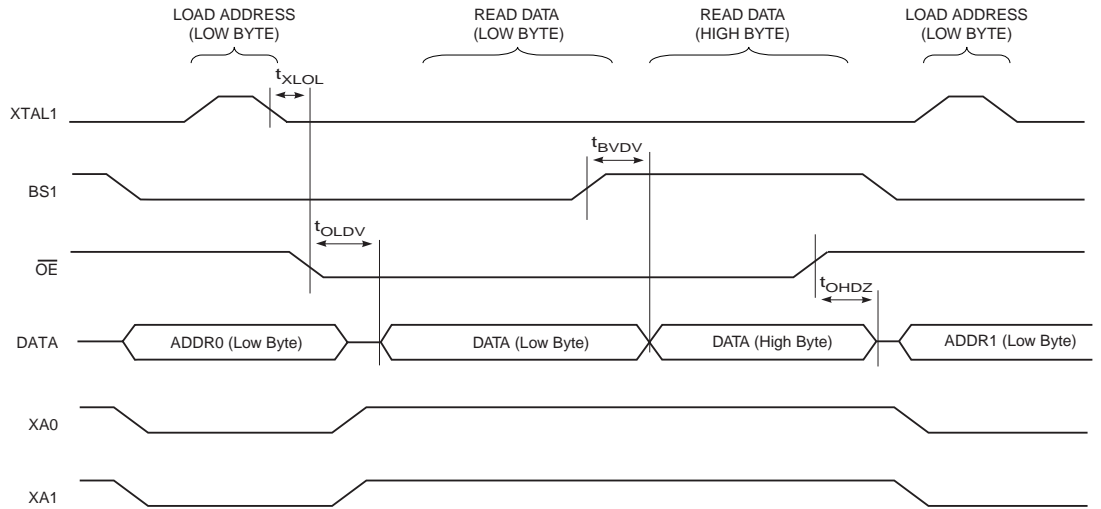 LOAD ADDRESS
(LOW BYTE)
READ DATA
(LOW BYTE)
READ DATA
(HIGH BYTE)
LOAD ADDRESS
(LOW BYTE)
tXLOL
XTAL1
tBVDV
BS1
tOLDV
OE
tOHDZ
DATA
ADDR0 (Low Byte)
DATA (Low Byte)
DATA (High Byte)
ADDR1 (Low Byte)
XA0
XA1